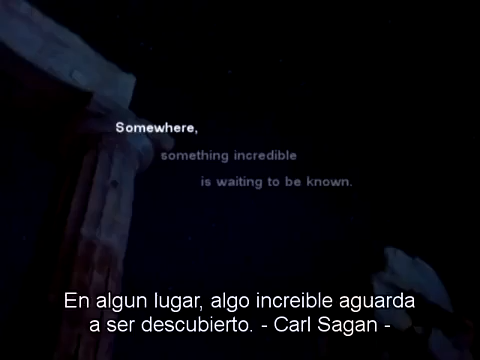 Somewhere,
something incredible
is waiting to be known.
En algun lugar, algo increible aguarda
a ser descubierto. - Carl Sagan -